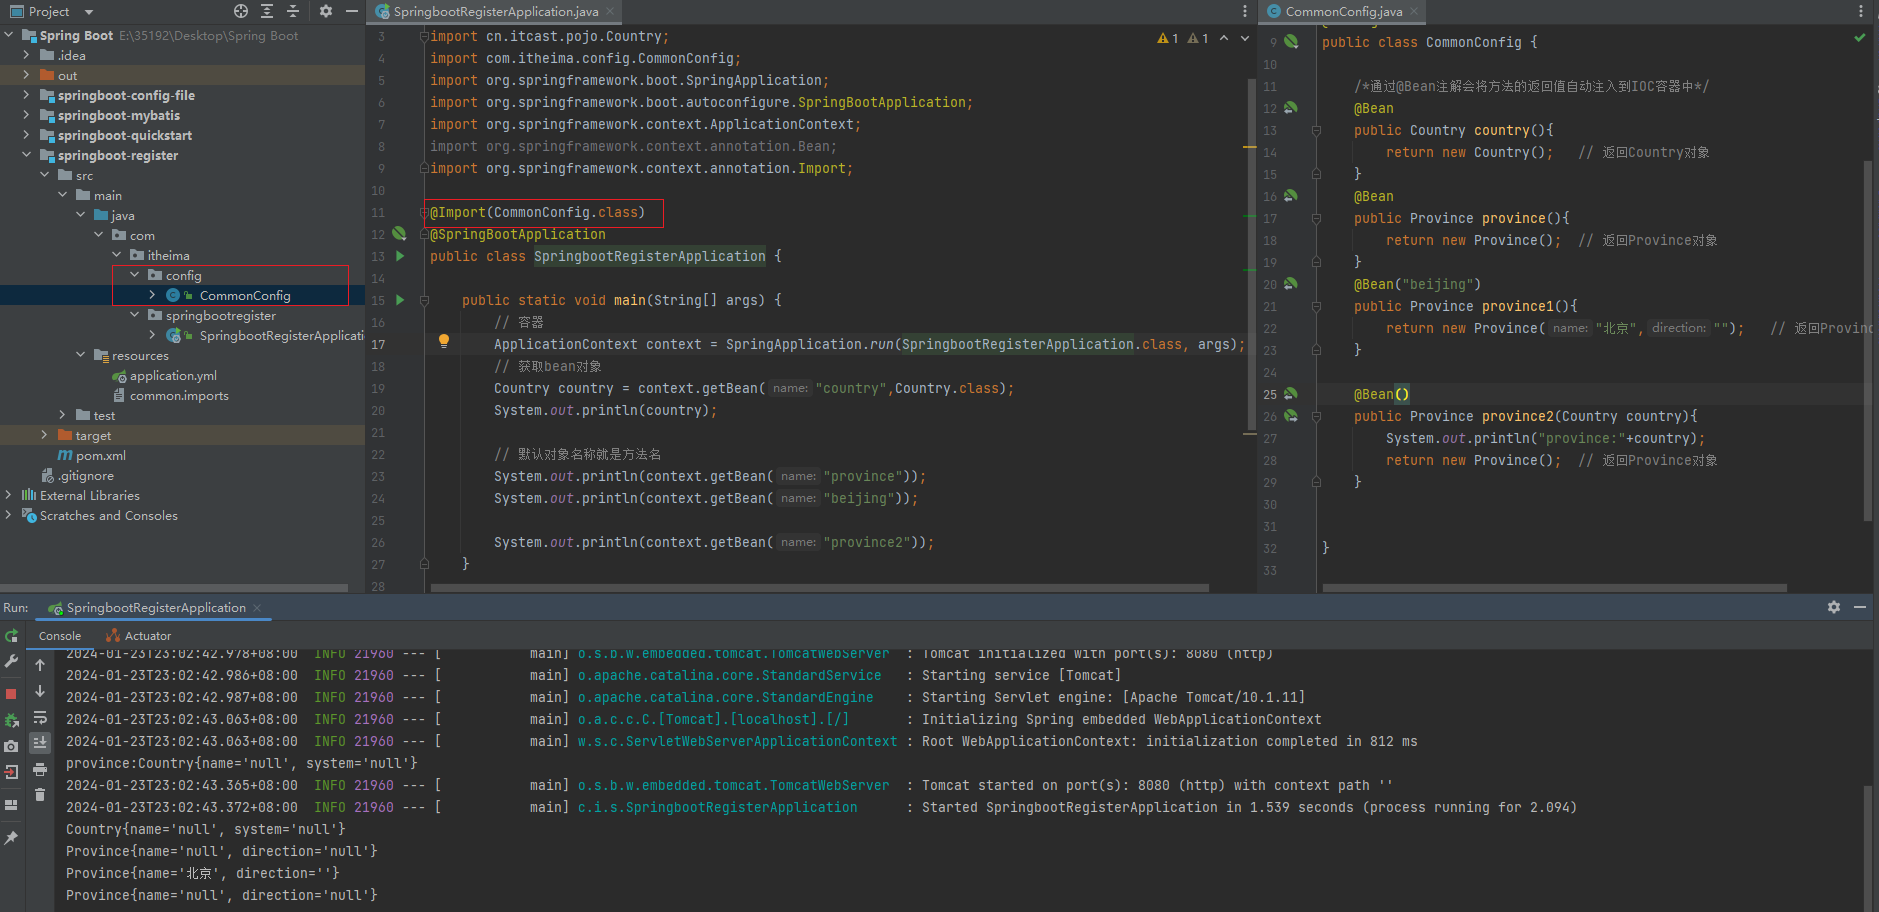 Project
Spring Boot E:\35192\Desktop\Spring Boot
.idea
out
springboot-config-file
springboot-mybatis
springboot-quickstart
springboot-register
src
main
java
com
itheima
config
CommonConfig
springbootregister
SpringbootRegisterApplicati
resources
application.yml
common.imports
test
target
pom.xml
.gitignore
External Libraries
Scratches and Consoles
SpringbootRegisterApplication.java
1 1
3 import cn.itcast.pojo.Country;
4 import com.itheima.config.CommonConfig;
5 import org.springframework.boot.SpringApplication;
6 import org.springframework.boot.autoconfigure.SpringBootApplication;
7 import org.springframework.context.ApplicationContext;
8 import org.springframework.context.annotation.Bean;
9 import org.springframework.context.annotation.Import;
10
11 @Import(CommonConfig.class)
12 @SpringBootApplication
13 public class SpringbootRegisterApplication {
14
15 public static void main(String[] args) {
16 // 容器
17 ApplicationContext context = SpringApplication.run(SpringbootRegisterApplication.class, args);
18 // 获取bean对象
19 Country country = context.getBean( name: "country",Country.class);
20 System.out.println(country);
21
22 // 默认对象名称就是方法名
23 System.out.println(context.getBean( name: "province"));
24 System.out.println(context.getBean( name: "beijing"));
25
26 System.out.println(context.getBean( name: "province2"));
27 }
28
CommonConfig.java
9 public class CommonConfig {
10
11 /*通过@Bean注解会将方法的返回值自动注入到IOC容器中*/
12 @Bean
13 public Country country(){
14 return new Country(); // 返回Country对象
15 }
16 @Bean
17 public Province province(){
18 return new Province(); // 返回Province对象
19 }
20 @Bean("beijing")
21 public Province province1(){
22 return new Province( name: "北京", direction: ""); // 返回Provinc
23 }
24
25 @Bean()
26 public Province province2(Country country){
27 System.out.println("province:"+country);
28 return new Province(); // 返回Province对象
29 }
30
31
32 }
33
Run: SpringbootRegisterApplication
Console Actuator
2024-01-23T23:02:42.978+08:00 INFO 21960 --- [ main] o.s.b.w.embedded.tomcat.TomcatWebServer : Tomcat initialized with port(s): 8080 (http)
2024-01-23T23:02:42.986+08:00 INFO 21960 --- [ main] o.apache.catalina.core.StandardService : Starting service [Tomcat]
2024-01-23T23:02:42.987+08:00 INFO 21960 --- [ main] o.apache.catalina.core.StandardEngine : Starting Servlet engine: [Apache Tomcat/10.1.11]
2024-01-23T23:02:43.063+08:00 INFO 21960 --- [ main] o.a.c.c.C.[Tomcat].[localhost].[/] : Initializing Spring embedded WebApplicationContext
2024-01-23T23:02:43.063+08:00 INFO 21960 --- [ main] w.s.c.ServletWebServerApplicationContext : Root WebApplicationContext: initialization completed in 812 ms
province:Country{name='null', system='null'}
2024-01-23T23:02:43.365+08:00 INFO 21960 --- [ main] o.s.b.w.embedded.tomcat.TomcatWebServer : Tomcat started on port(s): 8080 (http) with context path ''
2024-01-23T23:02:43.372+08:00 INFO 21960 --- [ main] c.i.s.SpringbootRegisterApplication : Started SpringbootRegisterApplication in 1.539 seconds (process running for 2.094)
Country{name='null', system='null'}
Province{name='null', direction='null'}
Province{name='北京', direction=''}
Province{name='null', direction='null'}